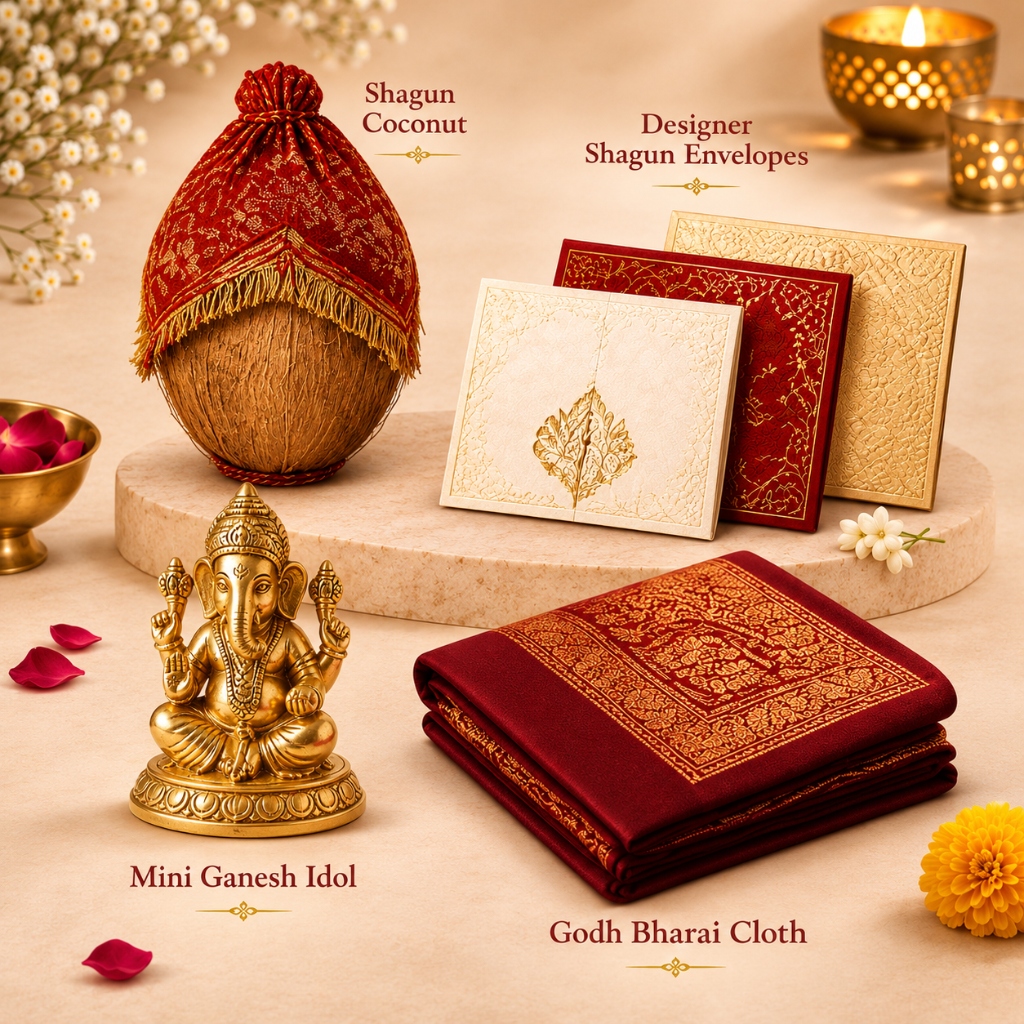 Shagun
Coconut
Designer
Shagun Envelopes
Mini Ganesh Idol
Godh Bharai Cloth